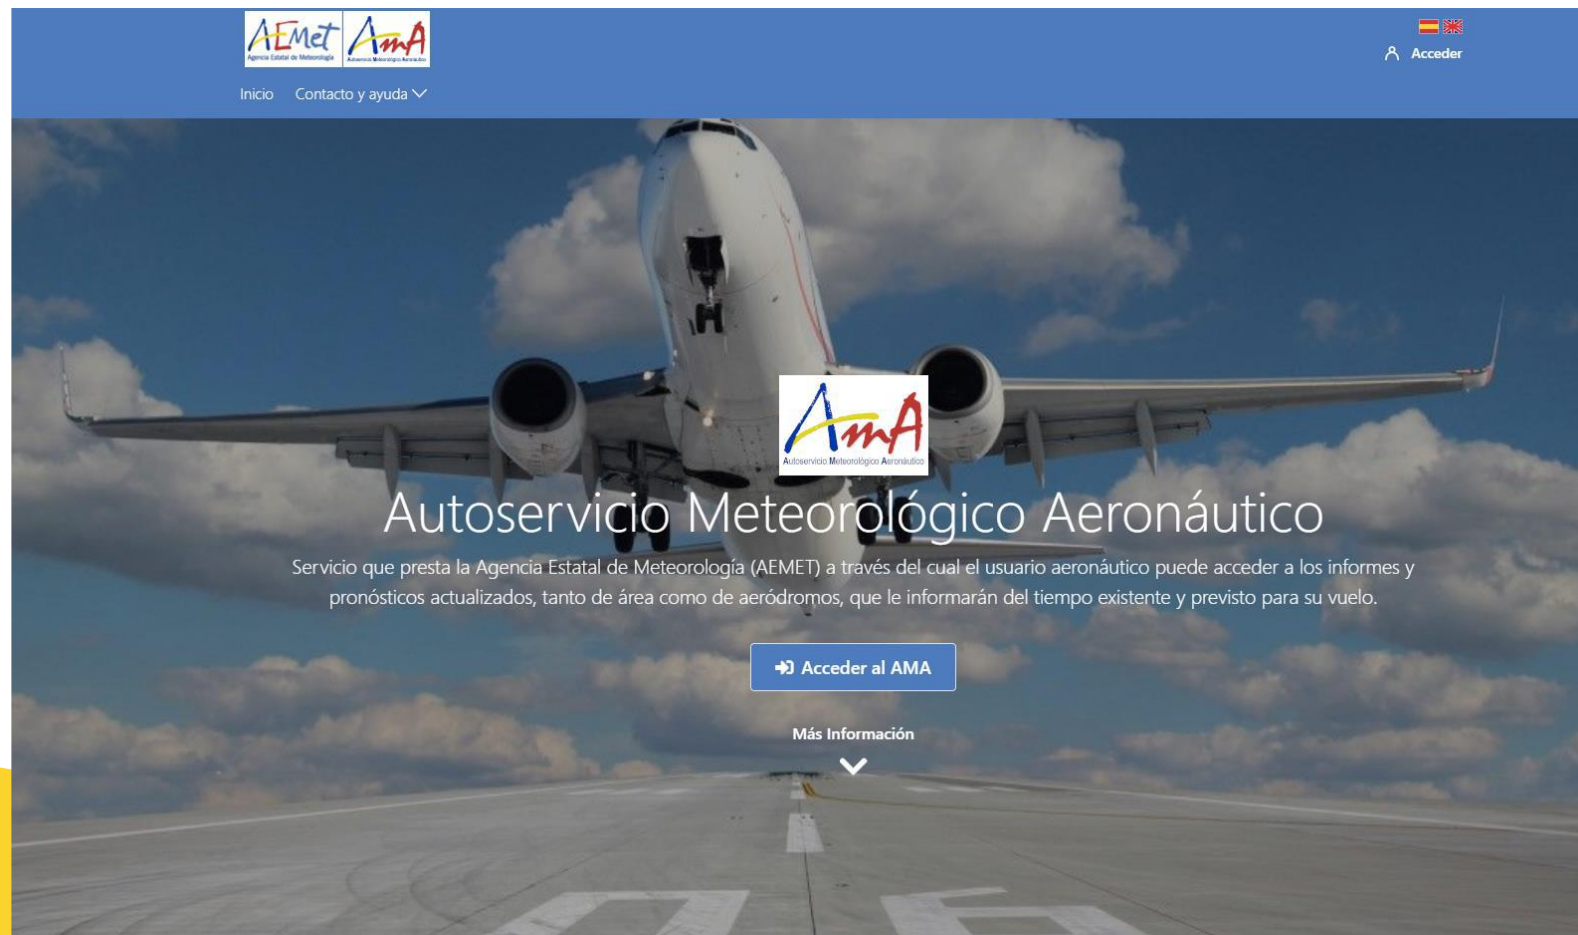 AEMet
Agencia Estatal de Meteorología
AmA
Autoservicio Meteorológico Aeronáutico
Acceder
Inicio Contacto y ayuda
AmA
Autoservicio Meteorológico Aeronáutico
Autoservicio Meteorológico Aeronáutico
Servicio que presta la Agencia Estatal de Meteorología (AEMET) a través del cual el usuario aeronáutico puede acceder a los informes y
pronósticos actualizados, tanto de área como de aeródromos, que le informarán del tiempo existente y previsto para su vuelo.
Acceder al AMA
Más Información